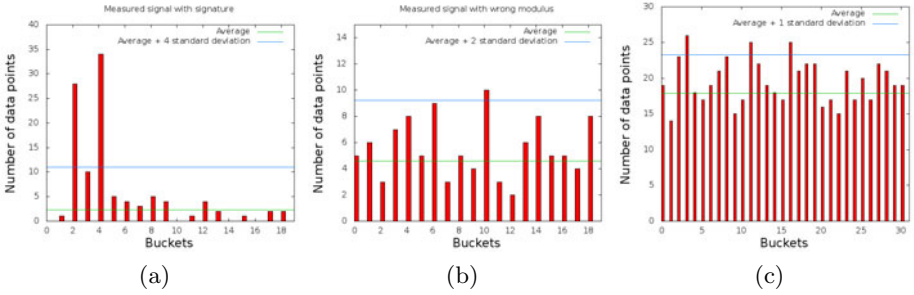 Measured signal with signature
Average
Average + 4 standard deviation
Number of data points
40
35
30
25
20
15
10
5
0
0 2 4 6 8 10 12 14 16 18
Buckets
(a)
Measured signal with wrong modulus
Average
Average + 2 standard deviation
Number of data points
14
12
10
8
6
4
2
0
0 2 4 6 8 10 12 14 16 18
Buckets
(b)
Average
Average + 1 standard deviation
Number of data points
30
25
20
15
10
5
0
0 5 10 15 20 25 30
Buckets
(c)